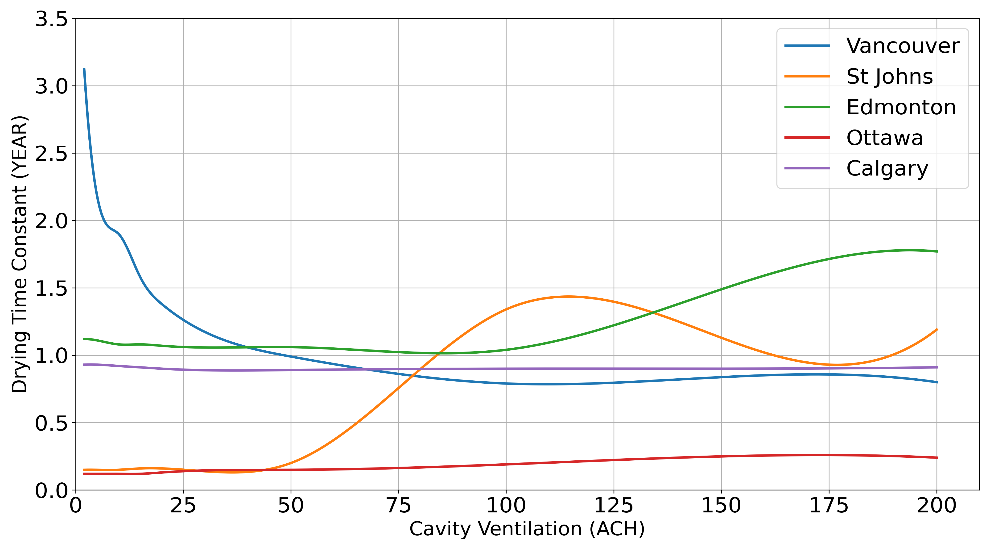 3.5
3.0
2.5
2.0
1.5
1.0
0.5
0.0
Drying Time Constant (YEAR)
Vancouver
St Johns
Edmonton
Ottawa
Calgary
0 25 50 75 100 125 150 175 200
Cavity Ventilation (ACH)